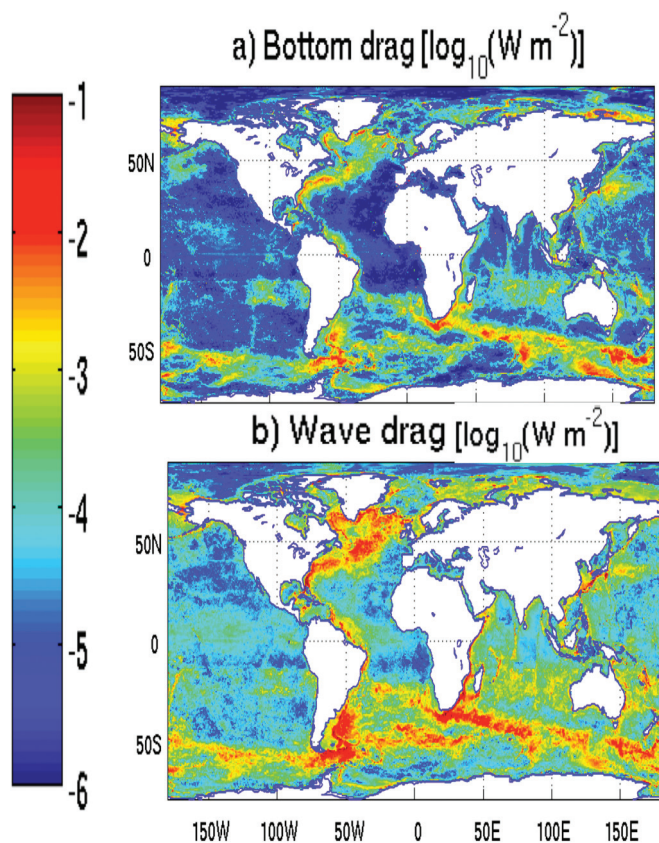 a) Bottom drag [log₁₀(W m⁻²)]
-1
-2
-3
-4
-5
-6
50N
0
50S
b) Wave drag [log₁₀(W m⁻²)]
50N
0
50S
150W 100W 50W 0 50E 100E 150E